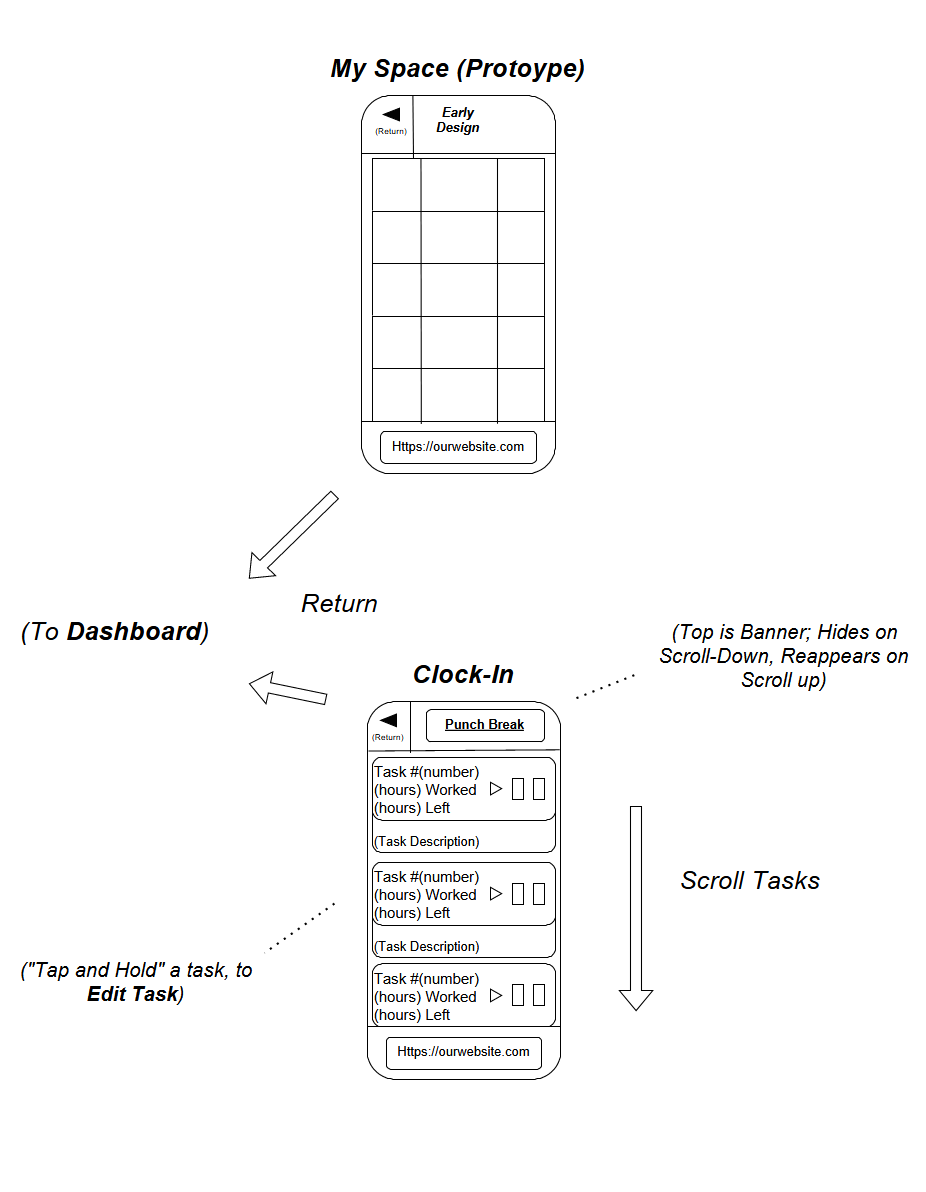 My Space (Protoype)
(Return)
Early
Design
Https://ourwebsite.com
Return
(To Dashboard)
(Top is Banner; Hides on
Scroll-Down, Reappears on
Scroll up)
Clock-In
(Return)
Punch Break
Task #(number)
(hours) Worked
(hours) Left
(Task Description)
Task #(number)
(hours) Worked
(hours) Left
(Task Description)
Scroll Tasks
("Tap and Hold" a task, to
Edit Task)
Task #(number)
(hours) Worked
(hours) Left
Https://ourwebsite.com